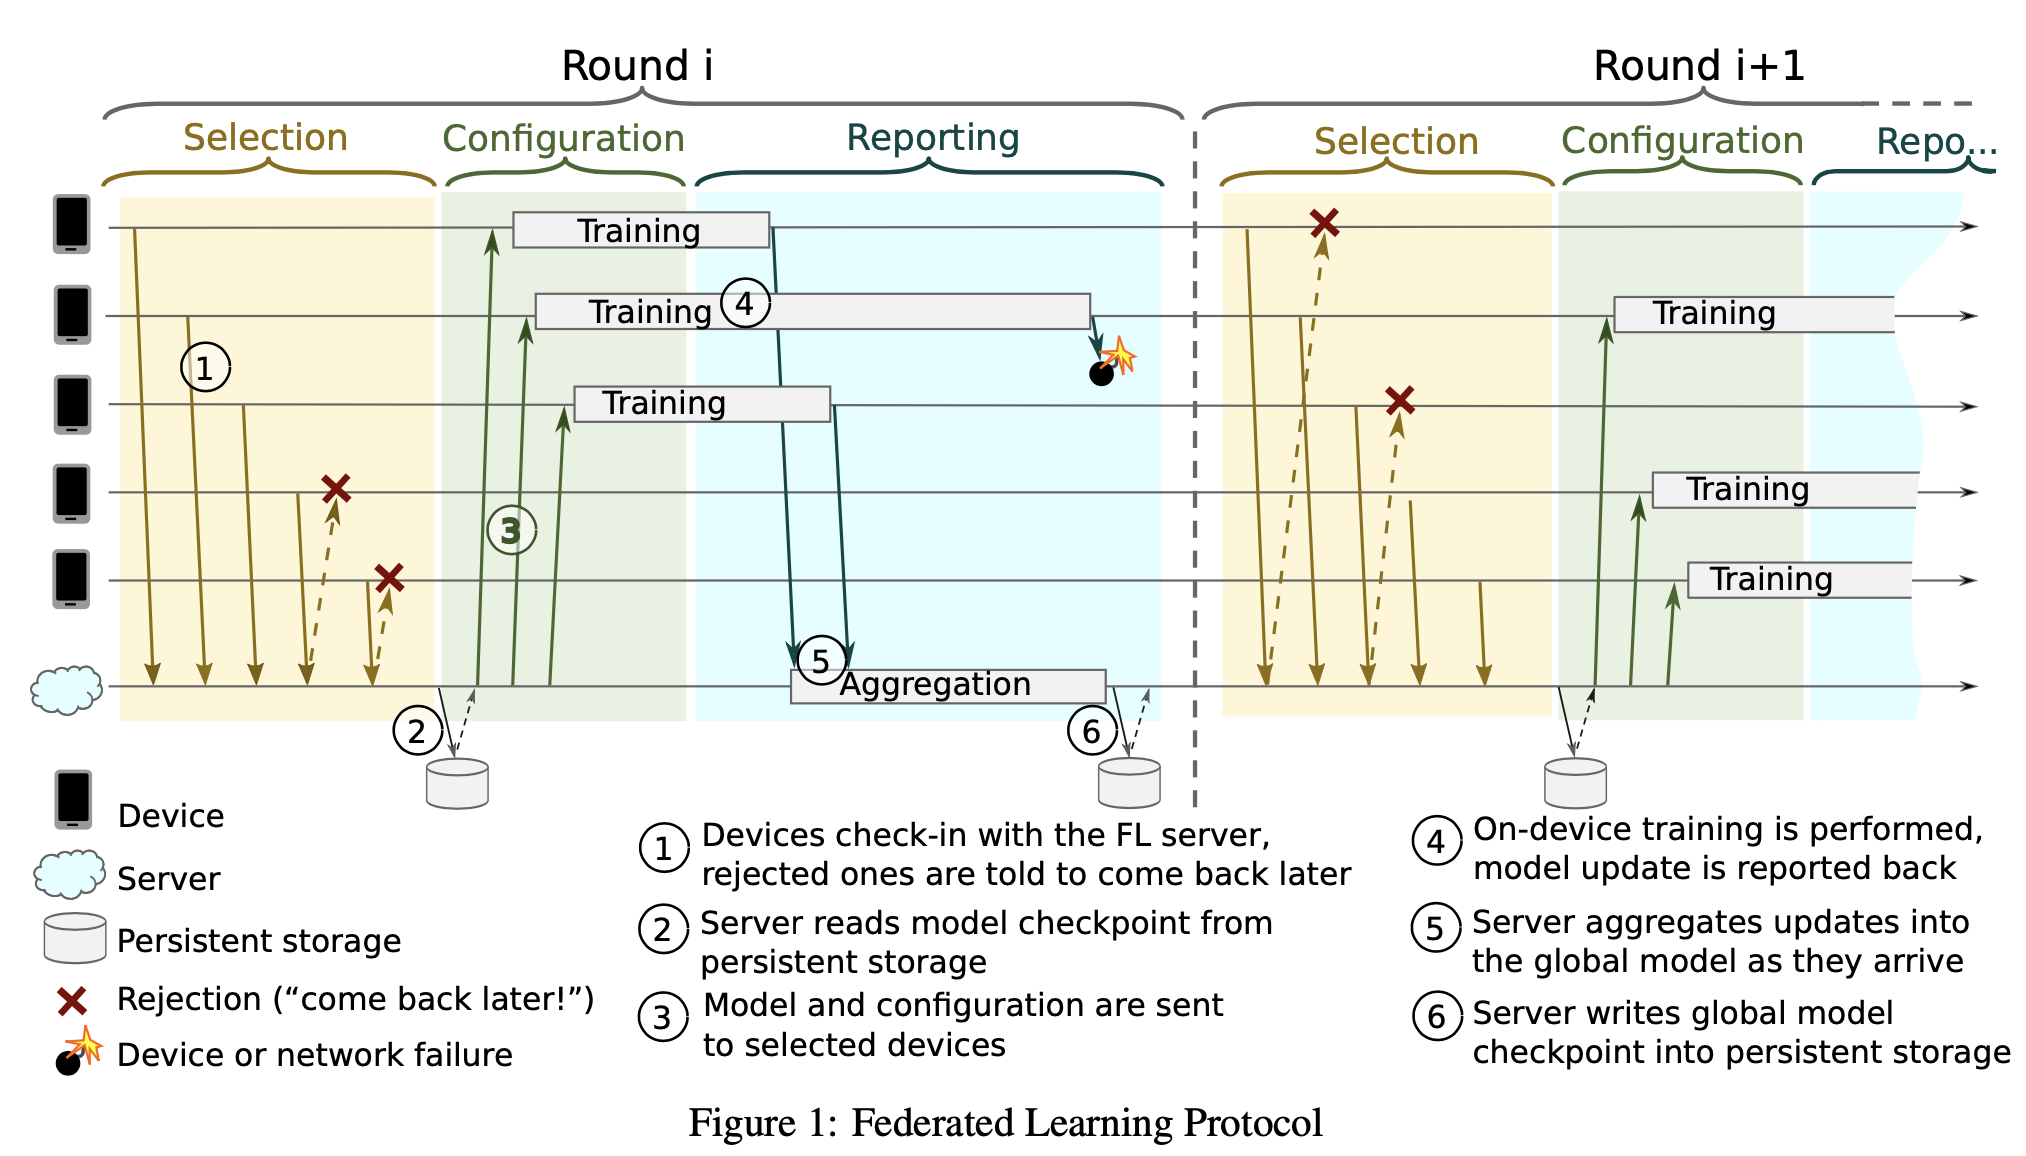 Round i
Round i+1
Selection
Configuration
Reporting
Selection
Configuration
Repo...
Training
Training
4
Training
1
3
5
Aggregation
2
6
Training
Training
Training
Device
Server
Persistent storage
Rejection (“come back later!”)
Device or network failure
1 Devices check-in with the FL server,
rejected ones are told to come back later
2 Server reads model checkpoint from
persistent storage
3 Model and configuration are sent
to selected devices
4 On-device training is performed,
model update is reported back
5 Server aggregates updates into
the global model as they arrive
6 Server writes global model
checkpoint into persistent storage
Figure 1: Federated Learning Protocol